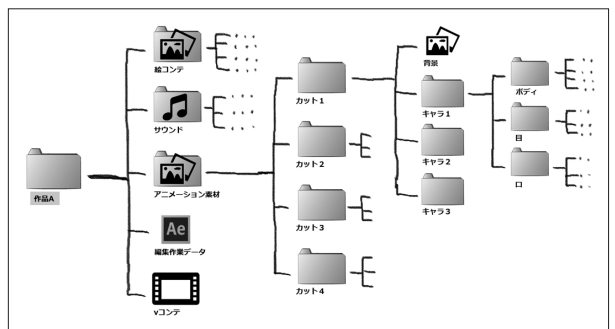 作品A
絵コンテ
サウンド
アニメーション素材
Ae
編集作業データ
vコンテ
カット1
カット2
カット3
カット4
背景
キャラ1
キャラ2
キャラ3
ボディ
目
口